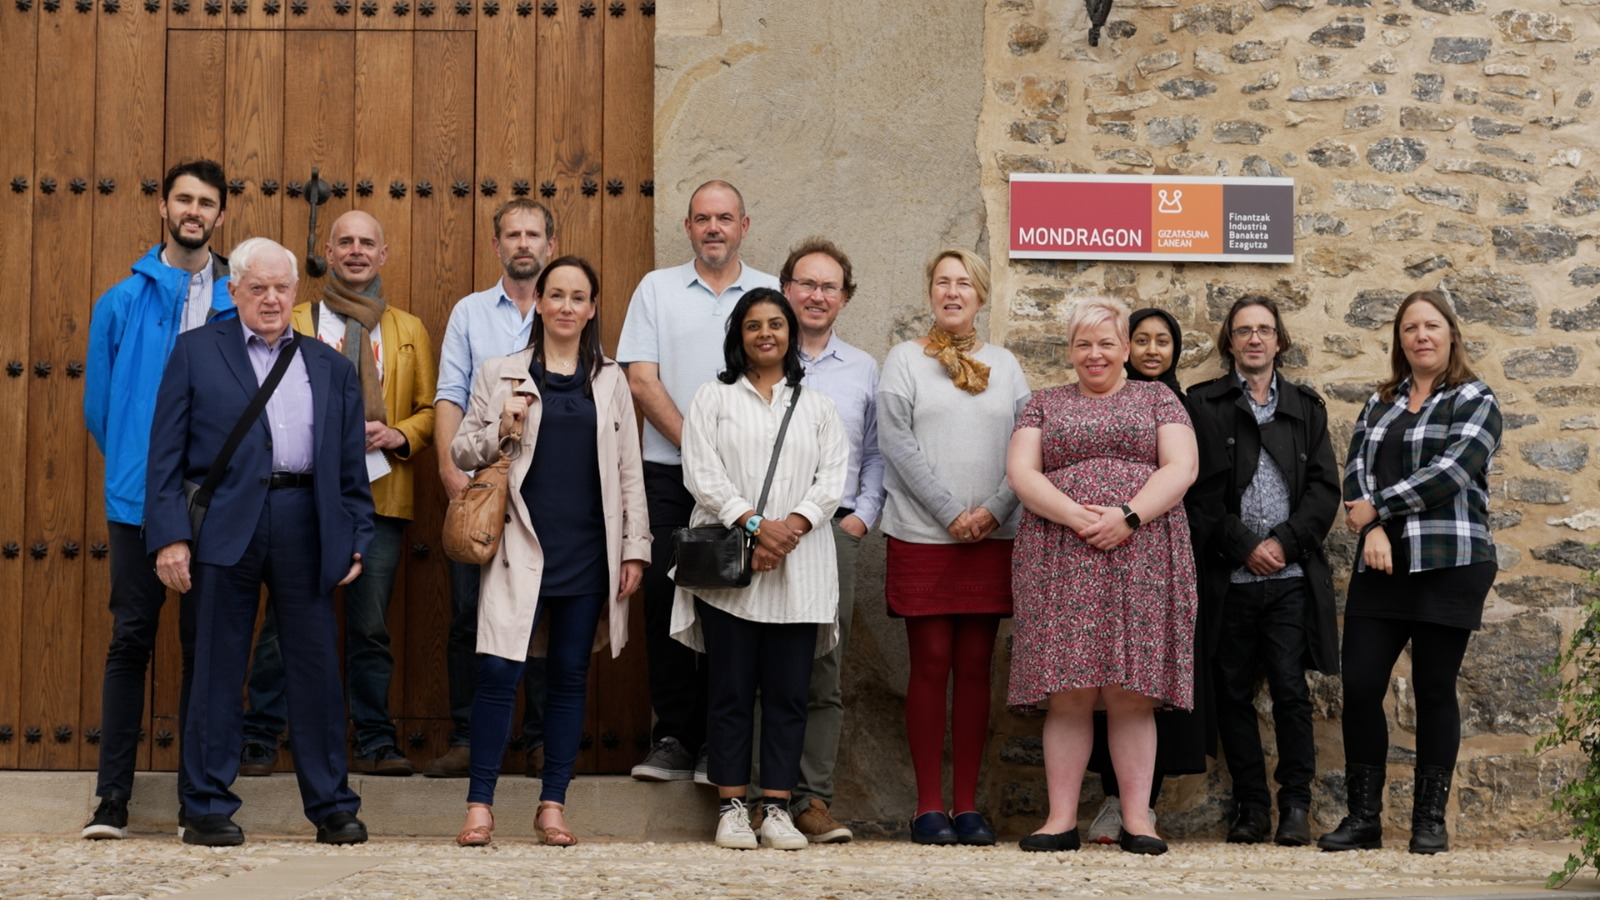 MONDRAGON
GIZATASUNA
LANEAN
Finantzak
Industria
Banaketa
Ezagutza